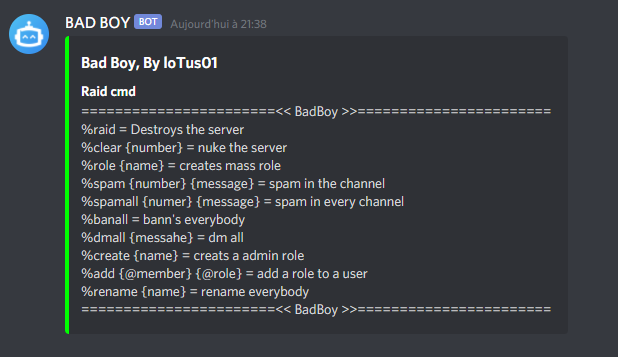 BAD BOY BOT Aujourd'hui à 21:38
Bad Boy, By loTus01
Raid cmd
=======================<< BadBoy >>=======================
%raid = Destroys the server
%clear {number} = nuke the server
%role {name} = creates mass role
%spam {number} {message} = spam in the channel
%spamall {numer} {message} = spam in every channel
%banall = bann's everybody
%dmall {messahe} = dm all
%create {name} = creats a admin role
%add {@member} {@role} = add a role to a user
%rename {name} = rename everybody
=======================<< BadBoy >>=======================